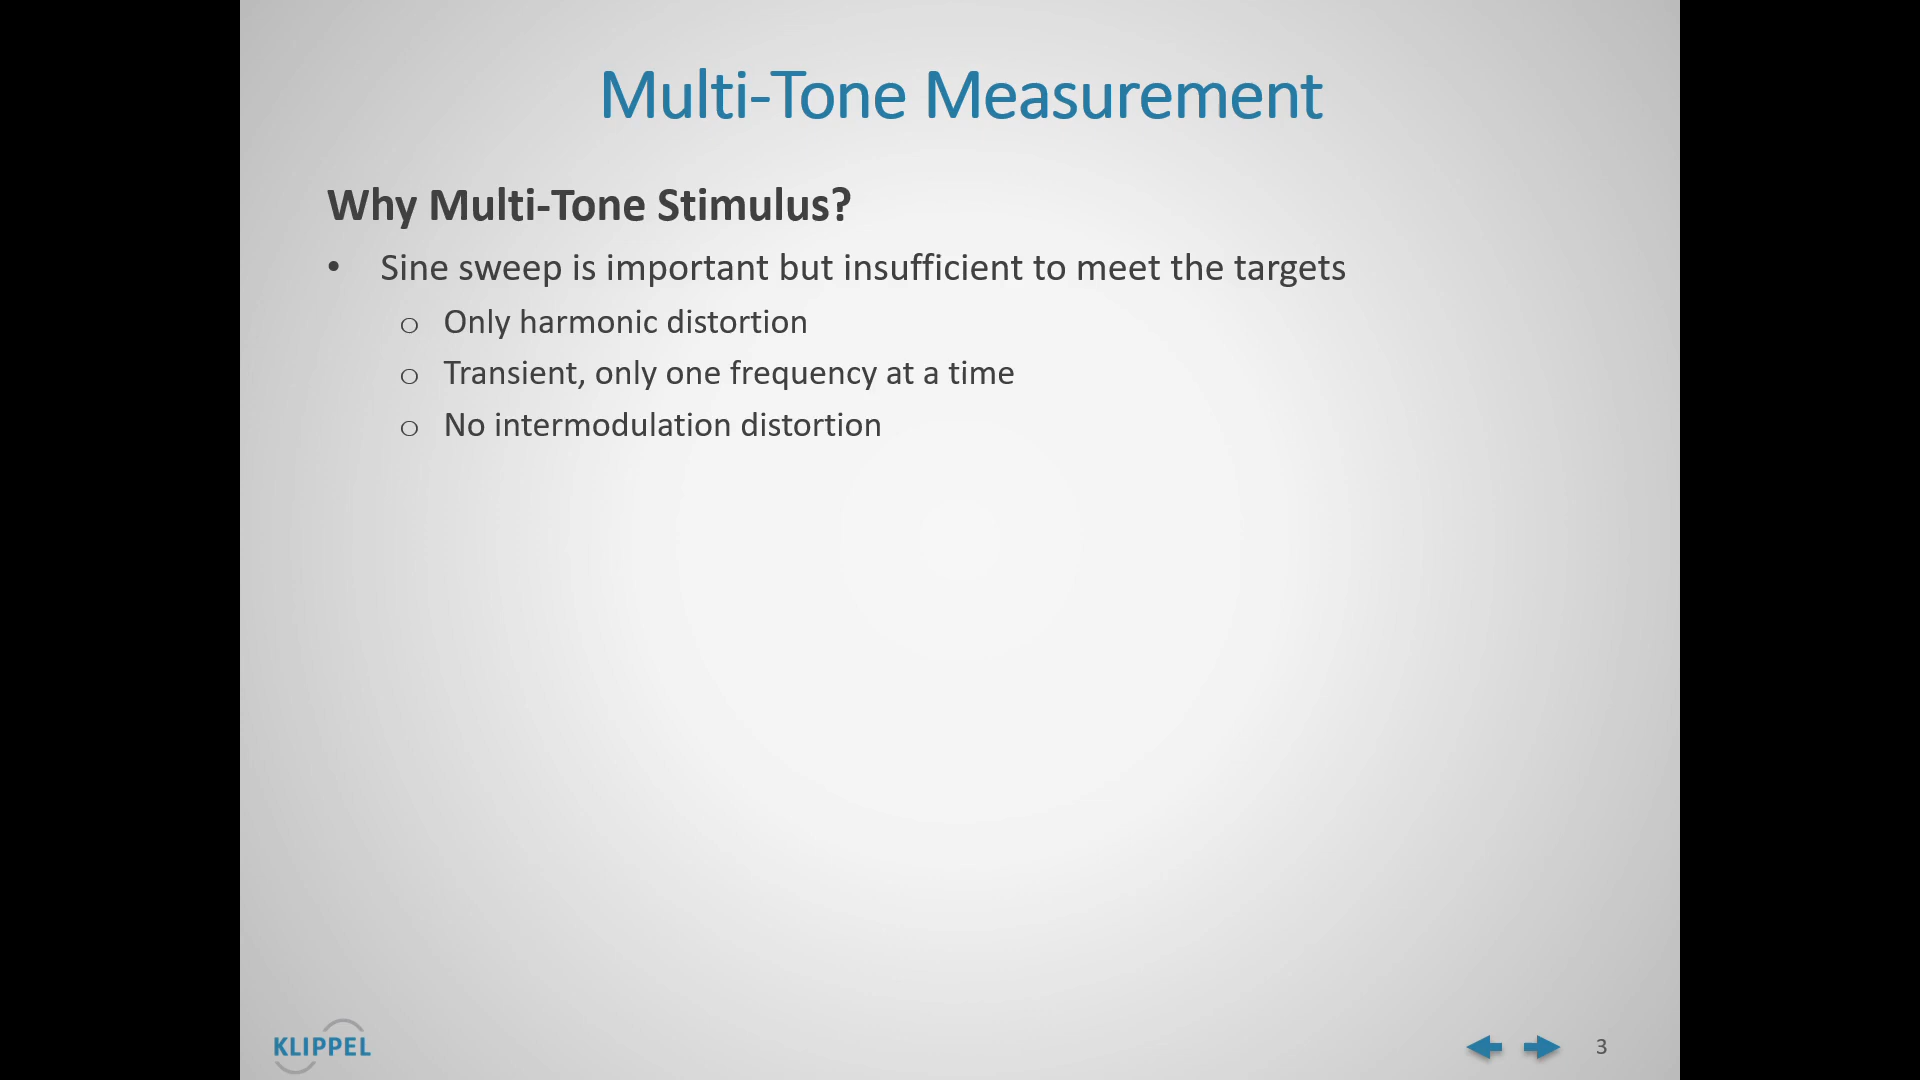 Multi-Tone Measurement
Why Multi-Tone Stimulus?
• Sine sweep is important but insufficient to meet the targets
o Only harmonic distortion
o Transient, only one frequency at a time
o No intermodulation distortion
KLIPPEL
3